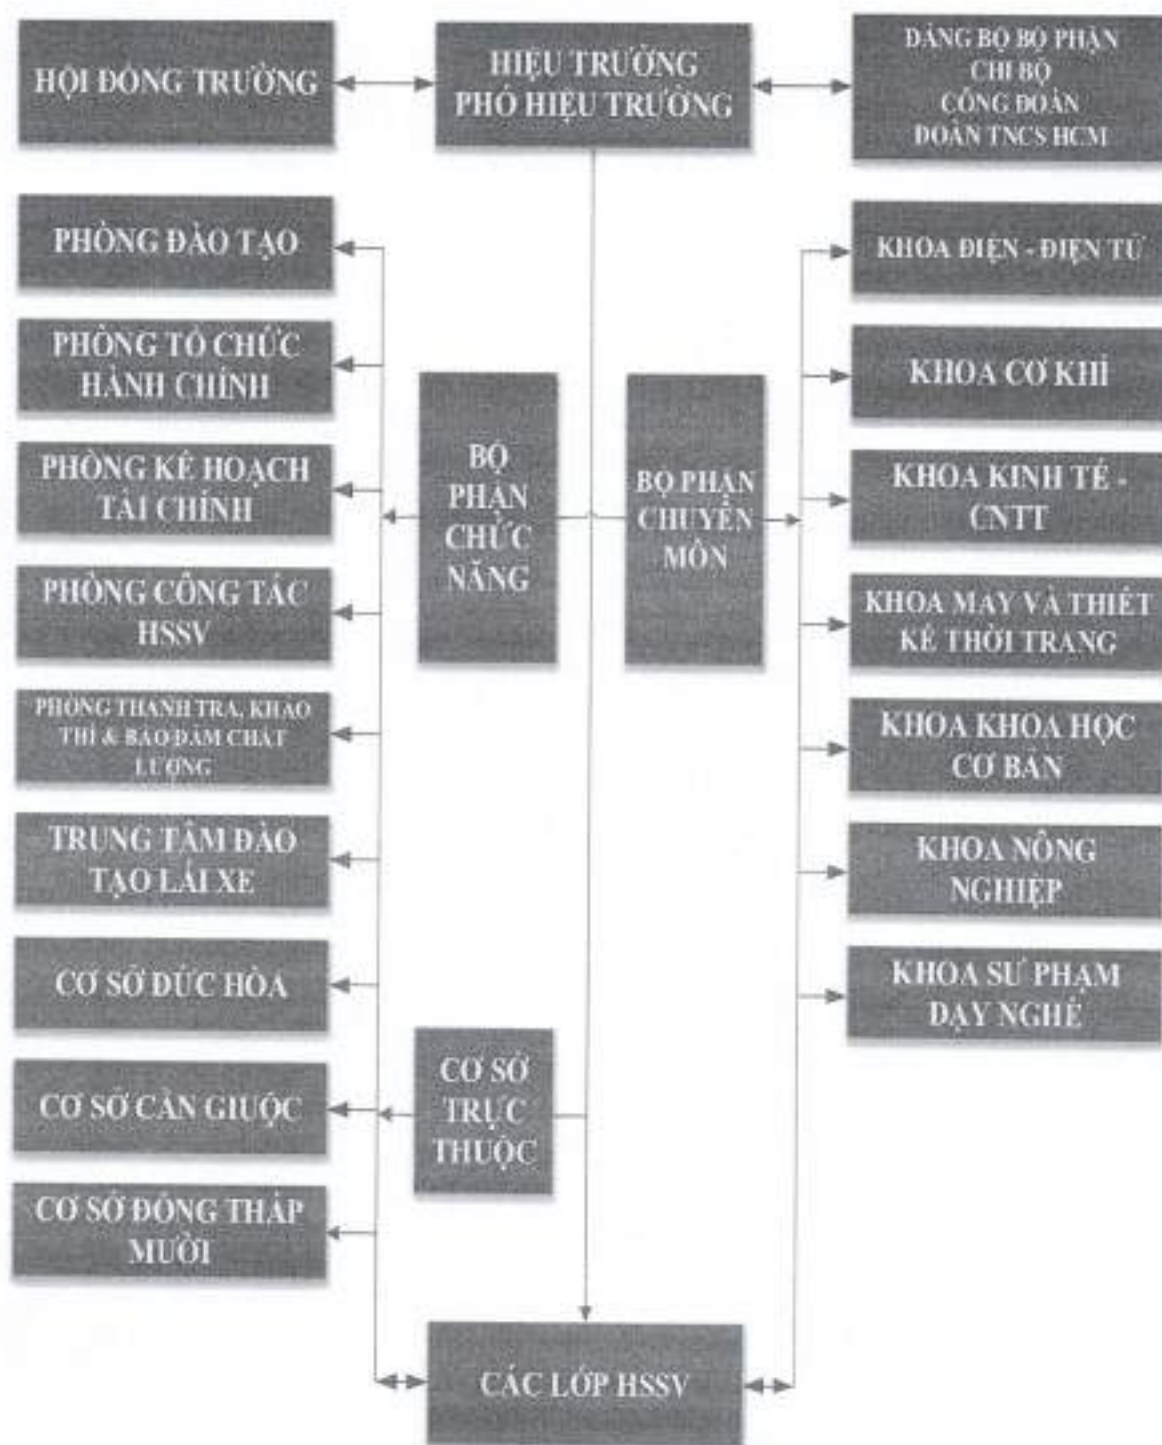 HỘI ĐỒNG TRƯỜNG
HIỆU TRƯỞNG
PHÓ HIỆU TRƯỞNG
ĐẢNG BỘ BỘ PHẬN
CHI BỘ
CÔNG ĐOÀN
ĐOÀN TNCS HCM
PHÒNG ĐÀO TẠO
PHÒNG TỔ CHỨC
HÀNH CHÍNH
PHÒNG KẾ HOẠCH
TÀI CHÍNH
PHÒNG CÔNG TÁC
HSSV
PHÒNG THANH TRA, KHẢO
THÍ & BẢO ĐẢM CHẤT
LƯỢNG
TRUNG TÂM ĐÀO
TẠO LÁI XE
CƠ SỞ ĐỨC HÒA
CƠ SỞ CẦN GIUỘC
CƠ SỞ ĐỒNG THÁP
MƯỜI
BỘ
PHẬN
CHỨC
NĂNG
CƠ SỞ
TRỰC
THUỘC
BỘ PHẬN
CHUYÊN
MÔN
KHOA ĐIỆN - ĐIỆN TỬ
KHOA CƠ KHÍ
KHOA KINH TẾ -
CNTT
KHOA MAY VÀ THIẾT
KẾ THỜI TRANG
KHOA KHOA HỌC
CƠ BẢN
KHOA NÔNG
NGHIỆP
KHOA SƯ PHẠM
DẠY NGHỀ
CÁC LỚP HSSV